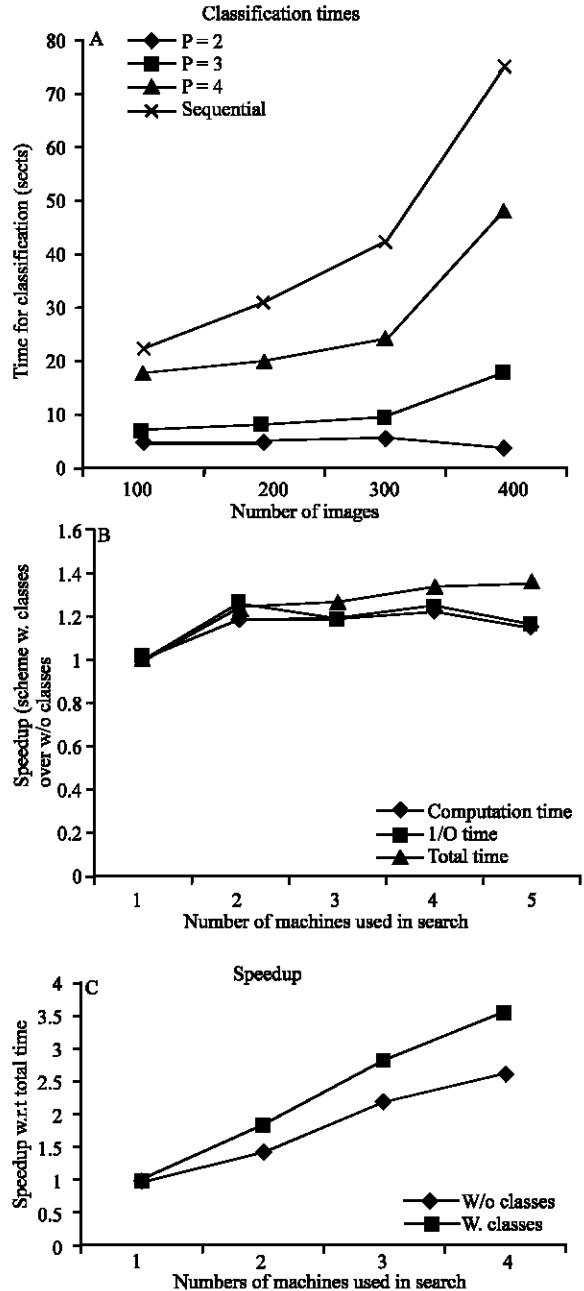 Classification times
A
P = 2
P = 3
P = 4
Sequential
80
70
60
50
40
30
20
10
0
Time for classification (sects)
100 200 300 400
Number of images
B
1.6
1.4
1.2
1
0.8
0.6
0.4
0.2
0
Speedup (scheme w. classes
over w/o classes
Computation time
1/O time
Total time
1 2 3 4 5
Number of machines used in search
C
Speedup
4
3.5
3
2.5
2
1.5
1
0.5
0
Speedup w.r.t total time
W/o classes
W. classes
1 2 3 4
Numbers of machines used in search